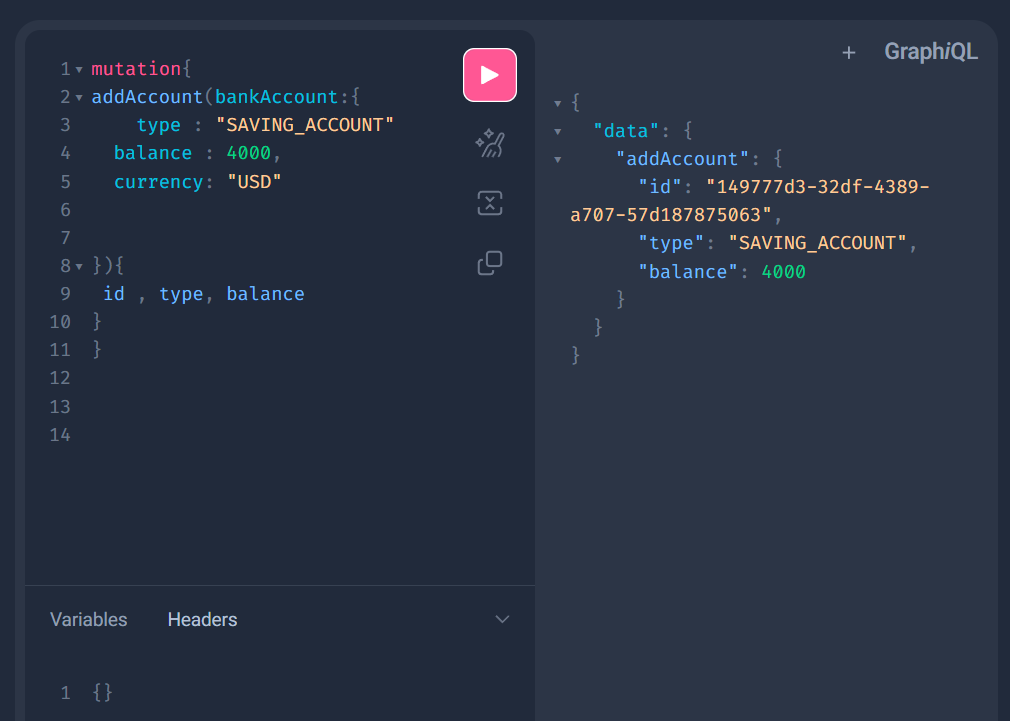 1 mutation{
2 addAccount(bankAccount:{
3 type : "SAVING_ACCOUNT"
4 balance : 4000,
5 currency: "USD"
6
7
8 }){
9 id , type, balance
10 }
11 }
12
13
14
Variables Headers
1 {}
+ GraphiQL
{
"data": {
"addAccount": {
"id": "149777d3-32df-4389-
a707-57d187875063",
"type": "SAVING_ACCOUNT",
"balance": 4000
}
}
}